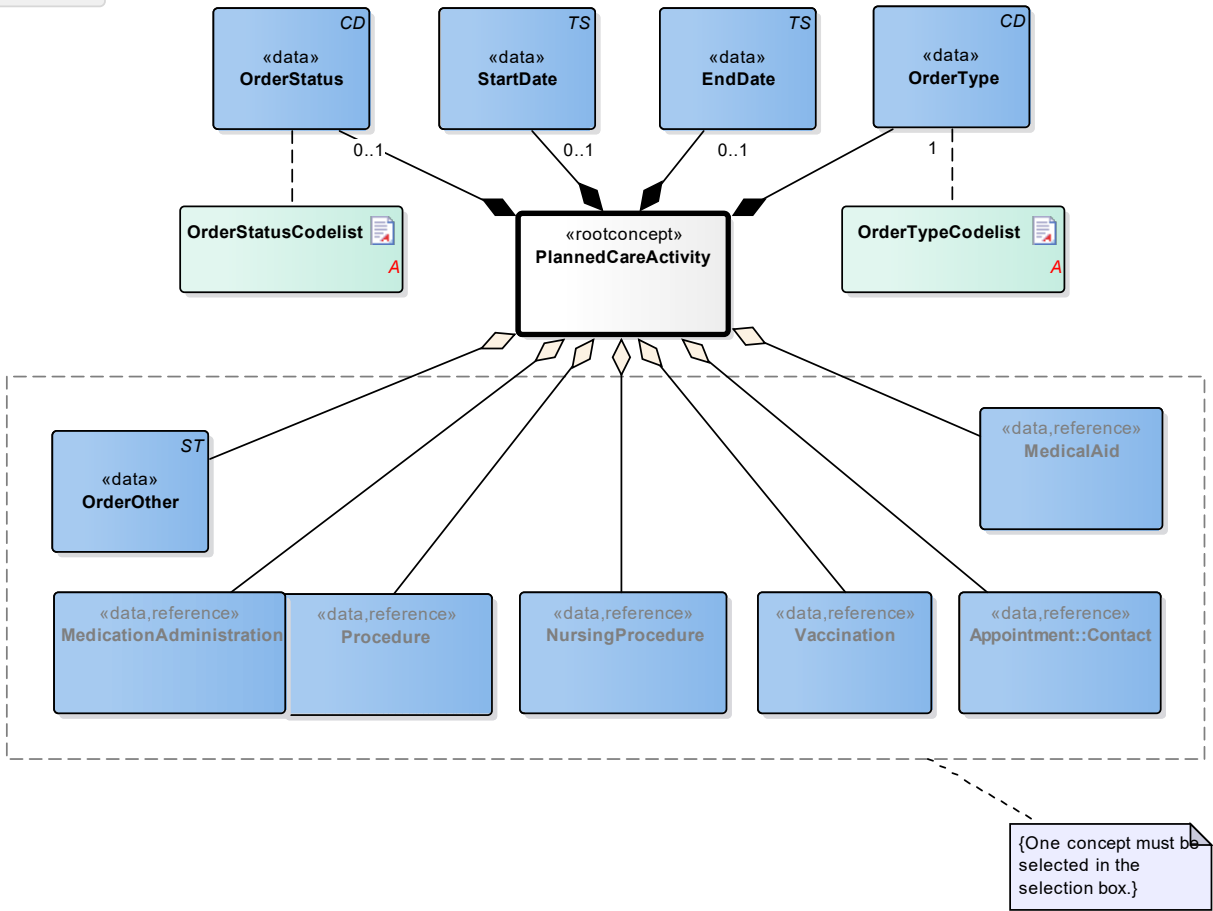 CD
«data»
OrderStatus
TS
«data»
StartDate
TS
«data»
EndDate
CD
«data»
OrderType
0..1
0..1
0..1
1
OrderStatusCodelist
A
«rootconcept»
PlannedCareActivity
OrderTypeCodelist
A
ST
«data»
OrderOther
«data,reference»
MedicalAid
«data,reference»
MedicationAdministration
«data,reference»
Procedure
«data,reference»
NursingProcedure
«data,reference»
Vaccination
«data,reference»
Appointment::Contact
{One concept must be
selected in the
selection box.}